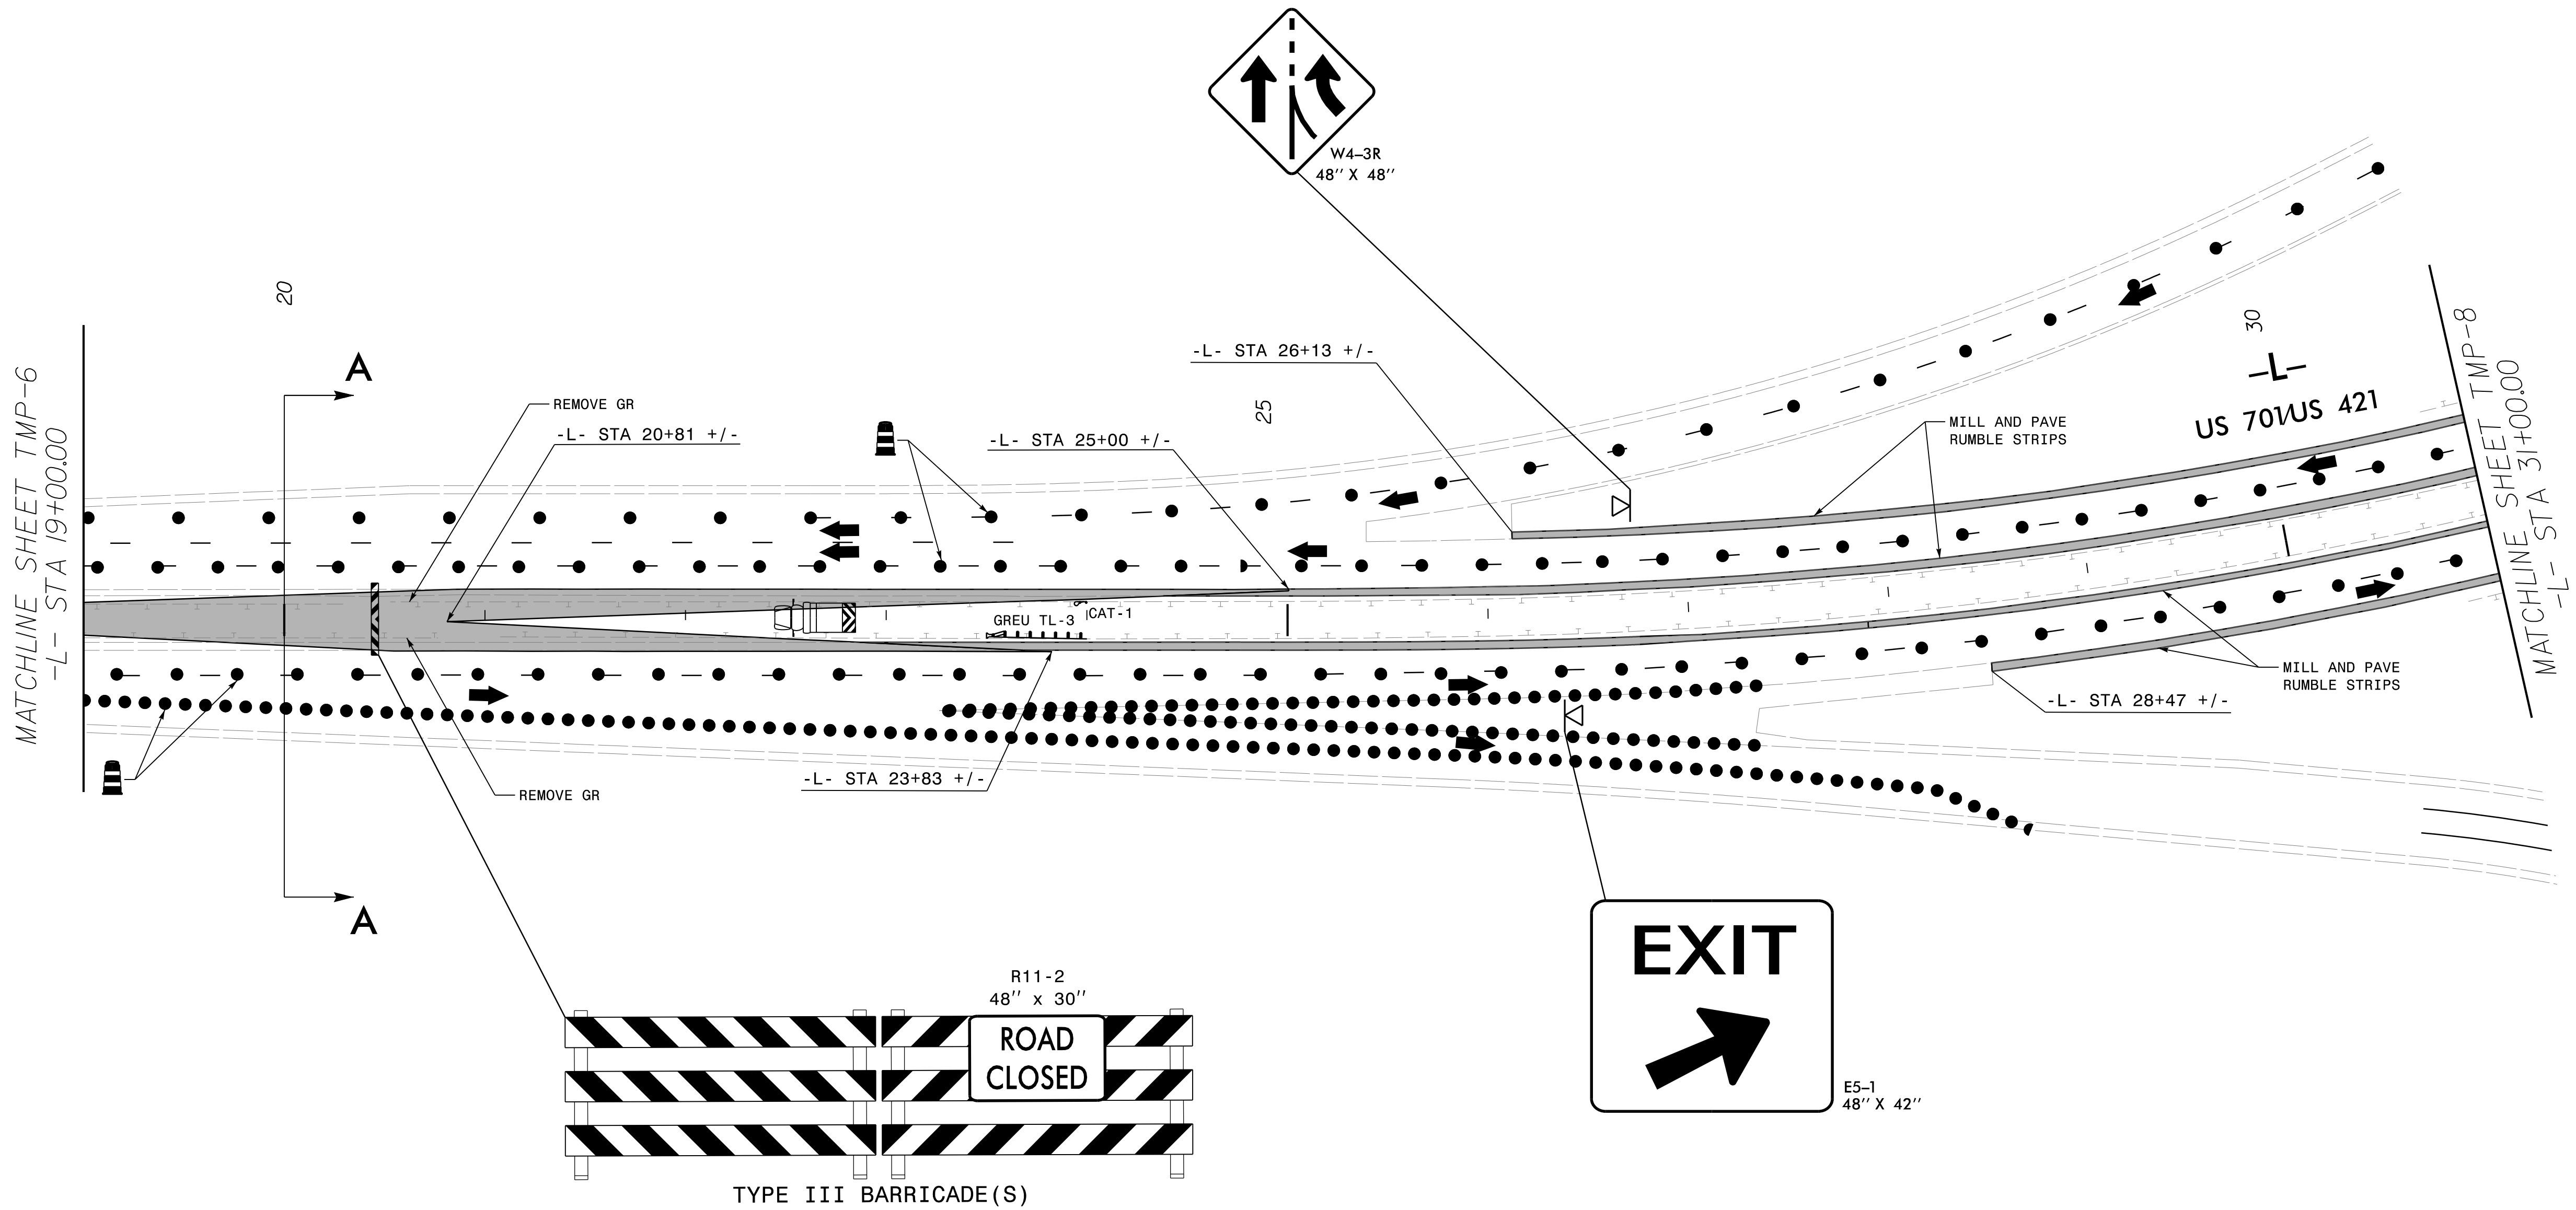 W4-3R
48'' X 48''
MATCHLINE SHEET TMP-6
-L- STA 19+00.00
20
A
REMOVE GR
-L- STA 20+81 +/-
-L- STA 25+00 +/-
25
-L- STA 26+13 +/-
MILL AND PAVE
RUMBLE STRIPS
30
-L-
US 701/US 421
MATCHLINE SHEET TMP-8
-L- STA 31+00.00
GREU TL-3
CAT-1
MILL AND PAVE
RUMBLE STRIPS
-L- STA 28+47 +/-
-L- STA 23+83 +/-
REMOVE GR
A
EXIT
E5-1
48'' X 42''
R11-2
48'' x 30''
ROAD
CLOSED
TYPE III BARRICADE(S)